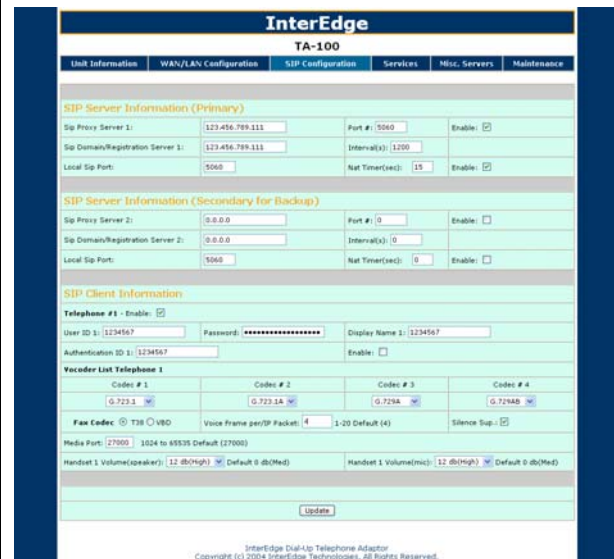 InterEdge
TA-100
Unit Information WAN/LAN Configuration SIP Configuration Services Misc. Servers Maintenance
SIP Server Information (Primary)
Sip Proxy Server 1: 123.456.789.111 Port #: 5060 Enable:
Sip Domain/Registration Server 1: 123.456.789.111 Interval(s): 1200
Local Sip Port: 5060 Nat Timer(sec): 15 Enable:
SIP Server Information (Secondary for Backup)
Sip Proxy Server 2: 0.0.0.0 Port #: 0 Enable:
Sip Domain/Registration Server 2: 0.0.0.0 Interval(s): 0
Local Sip Port: 5060 Nat Timer(sec): 0 Enable:
SIP Client Information
Telephone #1 - Enable:
User ID 1: 1234567 Password: •••••••••••••••••• Display Name 1: 1234567
Authentication ID 1: 1234567 Enable:
Vocoder List Telephone 1
Codec # 1 Codec # 2 Codec # 3 Codec # 4
G.723.1 G.723.1A G.729A G.729AB
Fax Codec T38 VBD Voice Frame per/IP Packet: 4 1-20 Default (4) Silence Sup.:
Media Port: 27000 1024 to 65535 Default (27000)
Handset 1 Volume(speaker): 12 db(High) Default 0 db(Med) Handset 1 Volume(mic): 12 db(High) Default 0 db(Med)
Update
InterEdge Dial-Up Telephone Adaptor
Copyright (c) 2004 InterEdge Technologies, All Rights Reserved.